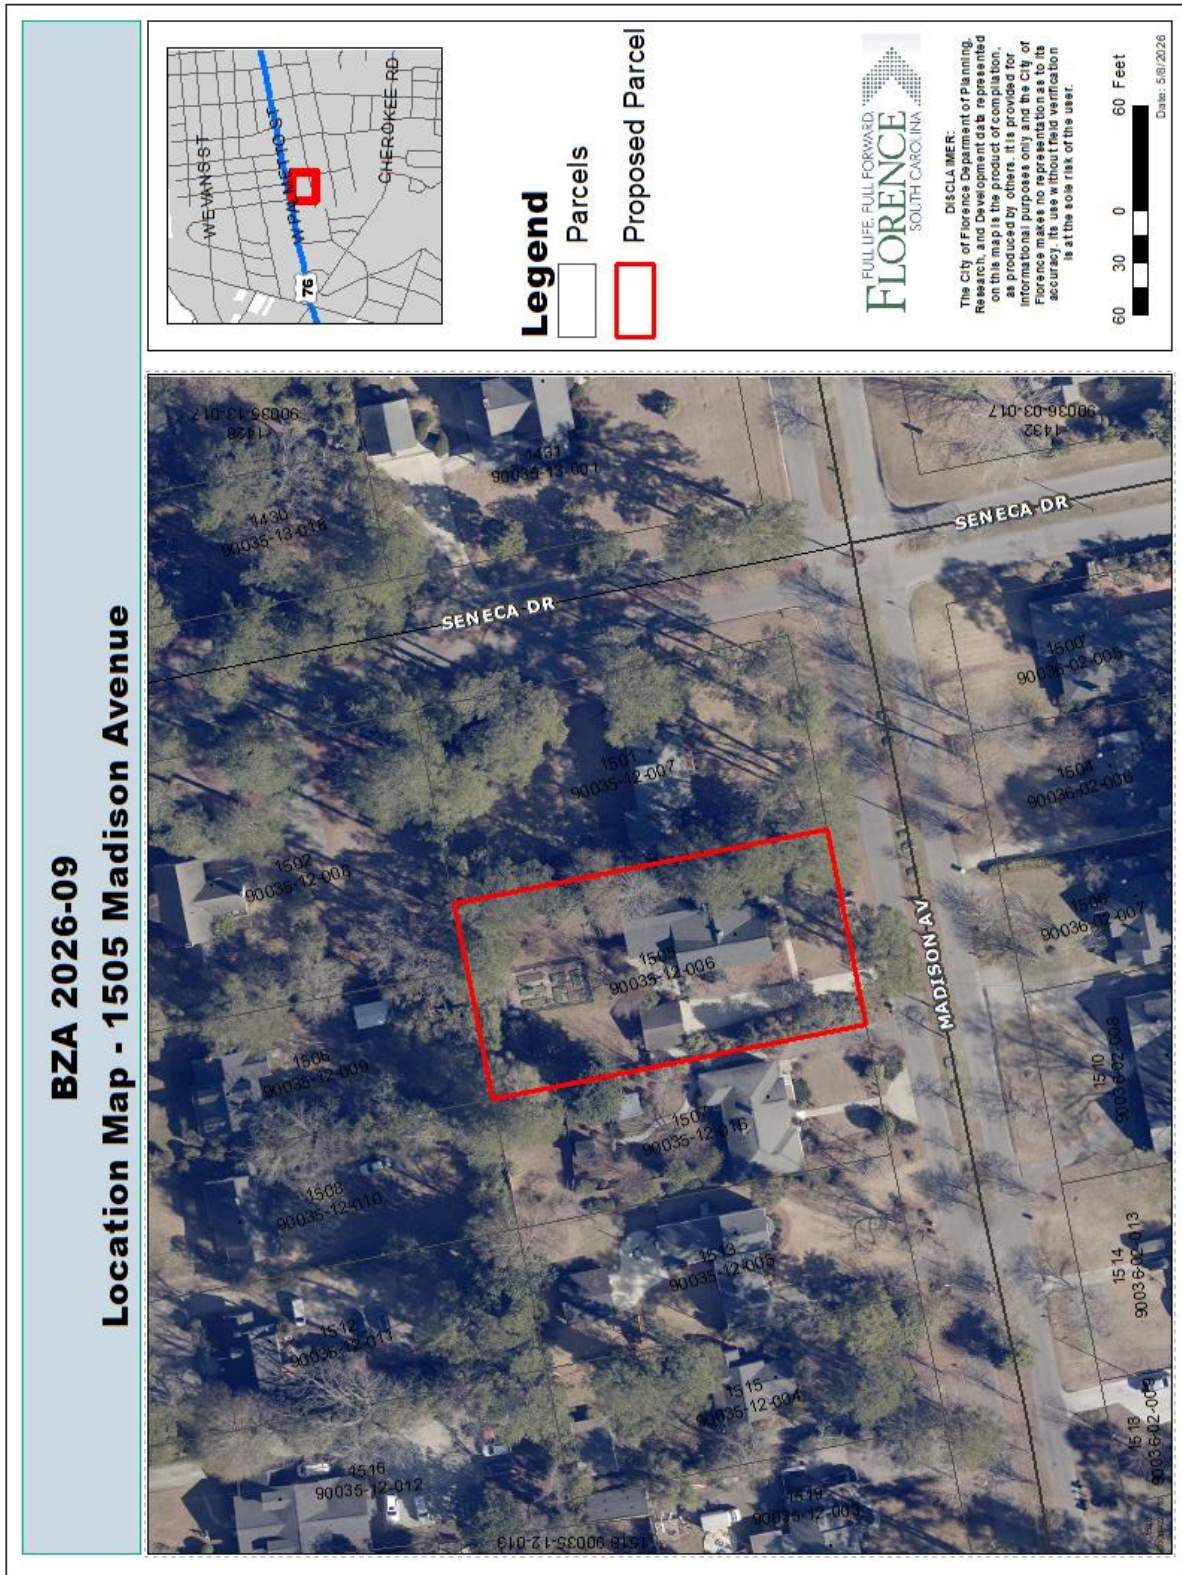 BZA 2026-09
Location Map - 1505 Madison Avenue
W EVANS ST
W PALMETTO ST
CHEROKEE RD
76
Legend
Parcels
Proposed Parcel
FULL LIFE. FULL FORWARD.
FLORENCE
SOUTH CAROLINA
DISCLAIMER:
The City of Florence Department of Planning,
Research, and Development data represented
on this map is the product of compilation,
as produced by others. It is provided for
informational purposes only and the City of
Florence makes no representation as to its
accuracy. Its use without field verification
is at the sole risk of the user.
60 30 0 60 Feet
Date: 5/8/2026
1426
90035-13-017
1430
90035-13-016
1431
90035-13-001
1432
90036-03-017
SENECA DR
SENECA DR
MADISON AV
1502
90035-12-008
1501
90035-12-007
1500
90036-02-005
1504
90036-02-006
1506
90035-12-009
1505
90035-12-006
1506
90036-02-007
1508
90035-12-010
1507
90035-12-016
1510
90036-02-008
1512
90035-12-011
1513
90035-12-005
1514
90036-02-013
1515
90035-12-004
1516
90035-12-012
1519
90035-12-003
1518
90036-02-009
1518 90035-12-013